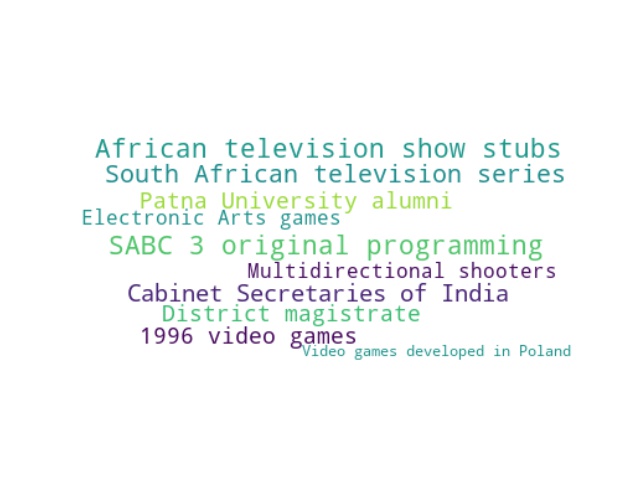 African television show stubs
South African television series
Patna University alumni
Electronic Arts games
SABC 3 original programming
Multidirectional shooters
Cabinet Secretaries of India
District magistrate
1996 video games
Video games developed in Poland